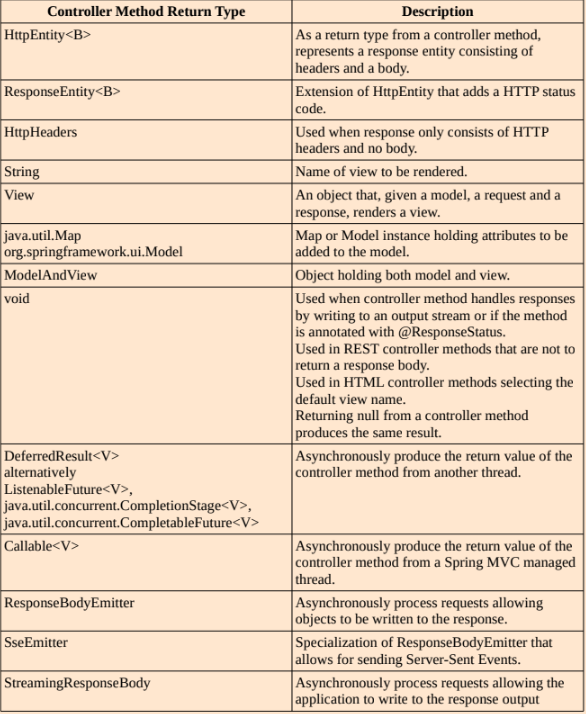 Controller Method Return Type
Description
HttpEntity<B>
As a return type from a controller method,
represents a response entity consisting of
headers and a body.
ResponseEntity<B>
Extension of HttpEntity that adds a HTTP status
code.
HttpHeaders
Used when response only consists of HTTP
headers and no body.
String
Name of view to be rendered.
View
An object that, given a model, a request and a
response, renders a view.
java.util.Map
org.springframework.ui.Model
Map or Model instance holding attributes to be
added to the model.
ModelAndView
Object holding both model and view.
void
Used when controller method handles responses
by writing to an output stream or if the method
is annotated with @ResponseStatus.
Used in REST controller methods that are not to
return a response body.
Used in HTML controller methods selecting the
default view name.
Returning null from a controller method
produces the same result.
DeferredResult<V>
alternatively
ListenableFuture<V>,
java.util.concurrent.CompletionStage<V>,
java.util.concurrent.CompletableFuture<V>
Asynchronously produce the return value of the
controller method from another thread.
Callable<V>
Asynchronously produce the return value of the
controller method from a Spring MVC managed
thread.
ResponseBodyEmitter
Asynchronously process requests allowing
objects to be written to the response.
SseEmitter
Specialization of ResponseBodyEmitter that
allows for sending Server-Sent Events.
StreamingResponseBody
Asynchronously process requests allowing the
application to write to the response output